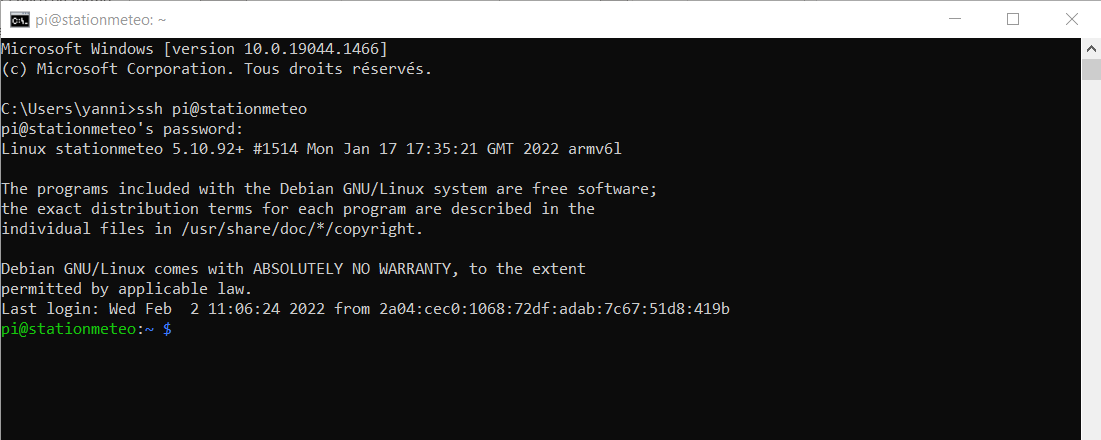 pi@stationmeteo: ~
Microsoft Windows [version 10.0.19044.1466]
(c) Microsoft Corporation. Tous droits réservés.
C:\Users\yanni>ssh pi@stationmeteo
pi@stationmeteo's password:
Linux stationmeteo 5.10.92+ #1514 Mon Jan 17 17:35:21 GMT 2022 armv6l
The programs included with the Debian GNU/Linux system are free software;
the exact distribution terms for each program are described in the
individual files in /usr/share/doc/*/copyright.
Debian GNU/Linux comes with ABSOLUTELY NO WARRANTY, to the extent
permitted by applicable law.
Last login: Wed Feb  2 11:06:24 2022 from 2a04:cec0:1068:72df:adab:7c67:51d8:419b
pi@stationmeteo:~ $